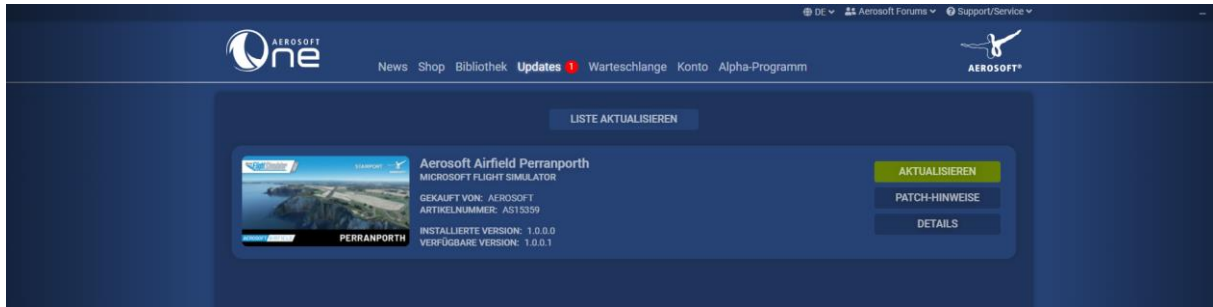 DE
Aerosoft Forums
Support/Service
AEROSOFT
One
News Shop Bibliothek Updates 1 Warteschlange Konto Alpha-Programm
AEROSOFT®
LISTE AKTUALISIEREN
Aerosoft Airfield Perranporth
MICROSOFT FLIGHT SIMULATOR
GEKAUFT VON: AEROSOFT
ARTIKELNUMMER: AS15359
INSTALLIERTE VERSION: 1.0.0.0
VERFÜGBARE VERSION: 1.0.0.1
PERRANPORTH
AKTUALISIEREN
PATCH-HINWEISE
DETAILS